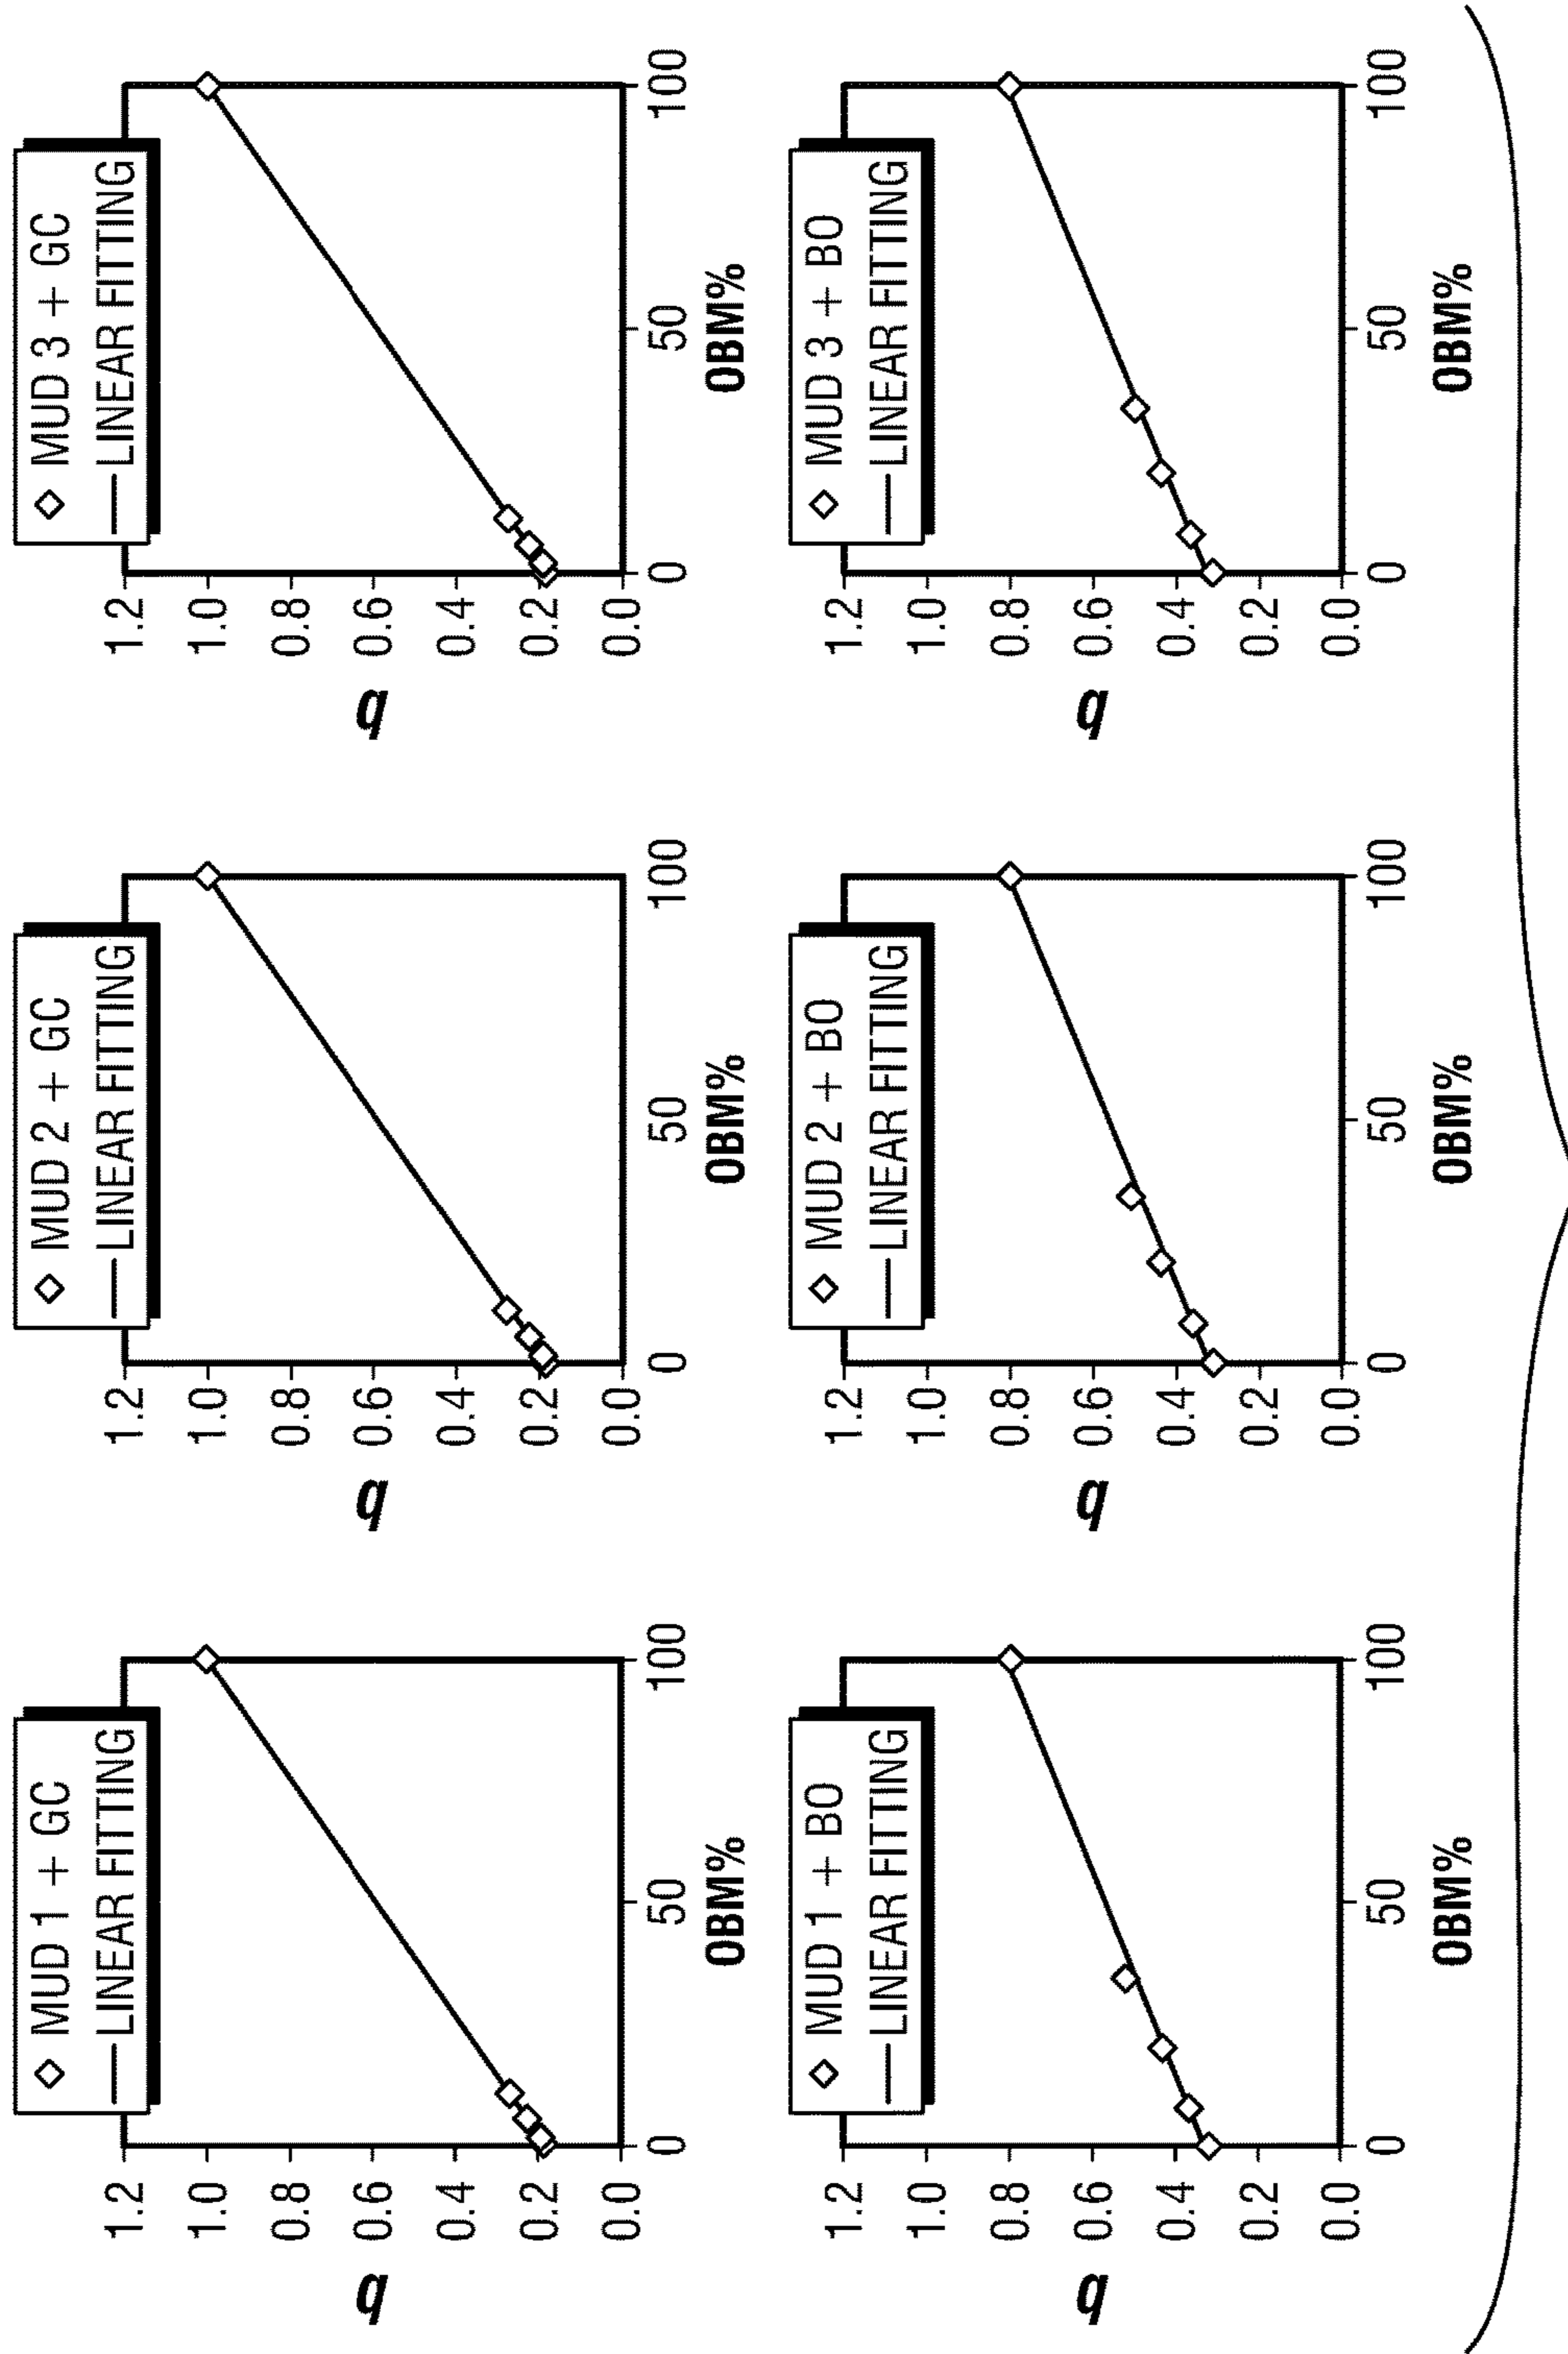 ◇ MUD 1 + GC
— LINEAR FITTING
b
1.2
1.0
0.8
0.6
0.4
0.2
0.0
0
50
100
OBM%
◇ MUD 2 + GC
— LINEAR FITTING
b
1.2
1.0
0.8
0.6
0.4
0.2
0.0
0
50
100
OBM%
◇ MUD 3 + GC
— LINEAR FITTING
b
1.2
1.0
0.8
0.6
0.4
0.2
0.0
0
50
100
OBM%
◇ MUD 1 + BO
— LINEAR FITTING
b
1.2
1.0
0.8
0.6
0.4
0.2
0.0
0
50
100
OBM%
◇ MUD 2 + BO
— LINEAR FITTING
b
1.2
1.0
0.8
0.6
0.4
0.2
0.0
0
50
100
OBM%
◇ MUD 3 + BO
— LINEAR FITTING
b
1.2
1.0
0.8
0.6
0.4
0.2
0.0
0
50
100
OBM%